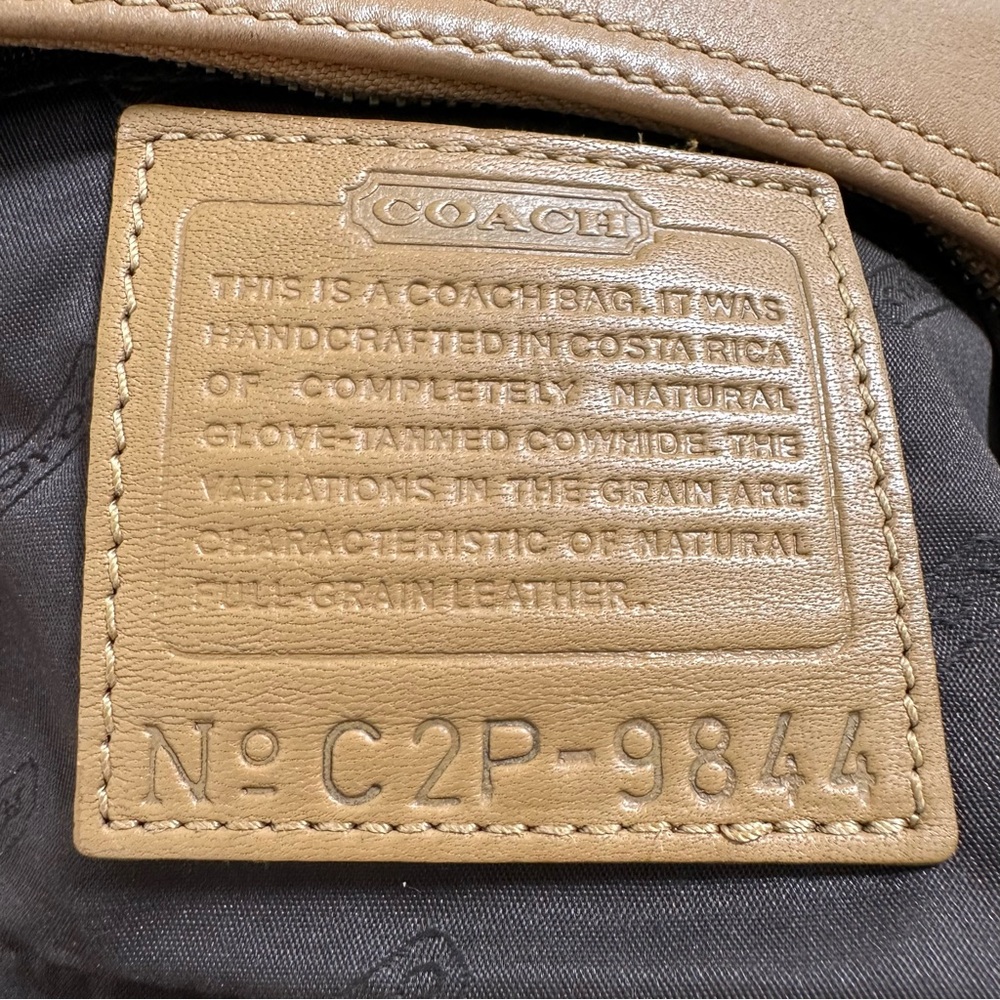 COACH
THIS IS A COACH BAG. IT WAS
HANDCRAFTED IN COSTA RICA
OF COMPLETELY NATURAL
GLOVE-TANNED COWHIDE. THE
VARIATIONS IN THE GRAIN ARE
CHARACTERISTIC OF NATURAL
FULL-GRAIN LEATHER.
No C2P-9844